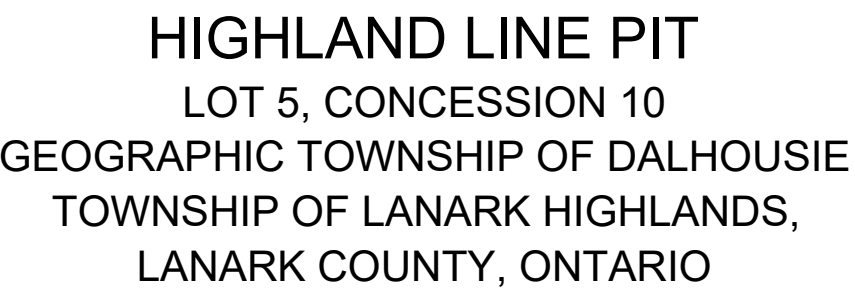 HIGHLAND LINE PIT
LOT 5, CONCESSION 10
GEOGRAPHIC TOWNSHIP OF DALHOUSIE
TOWNSHIP OF LANARK HIGHLANDS,
LANARK COUNTY, ONTARIO